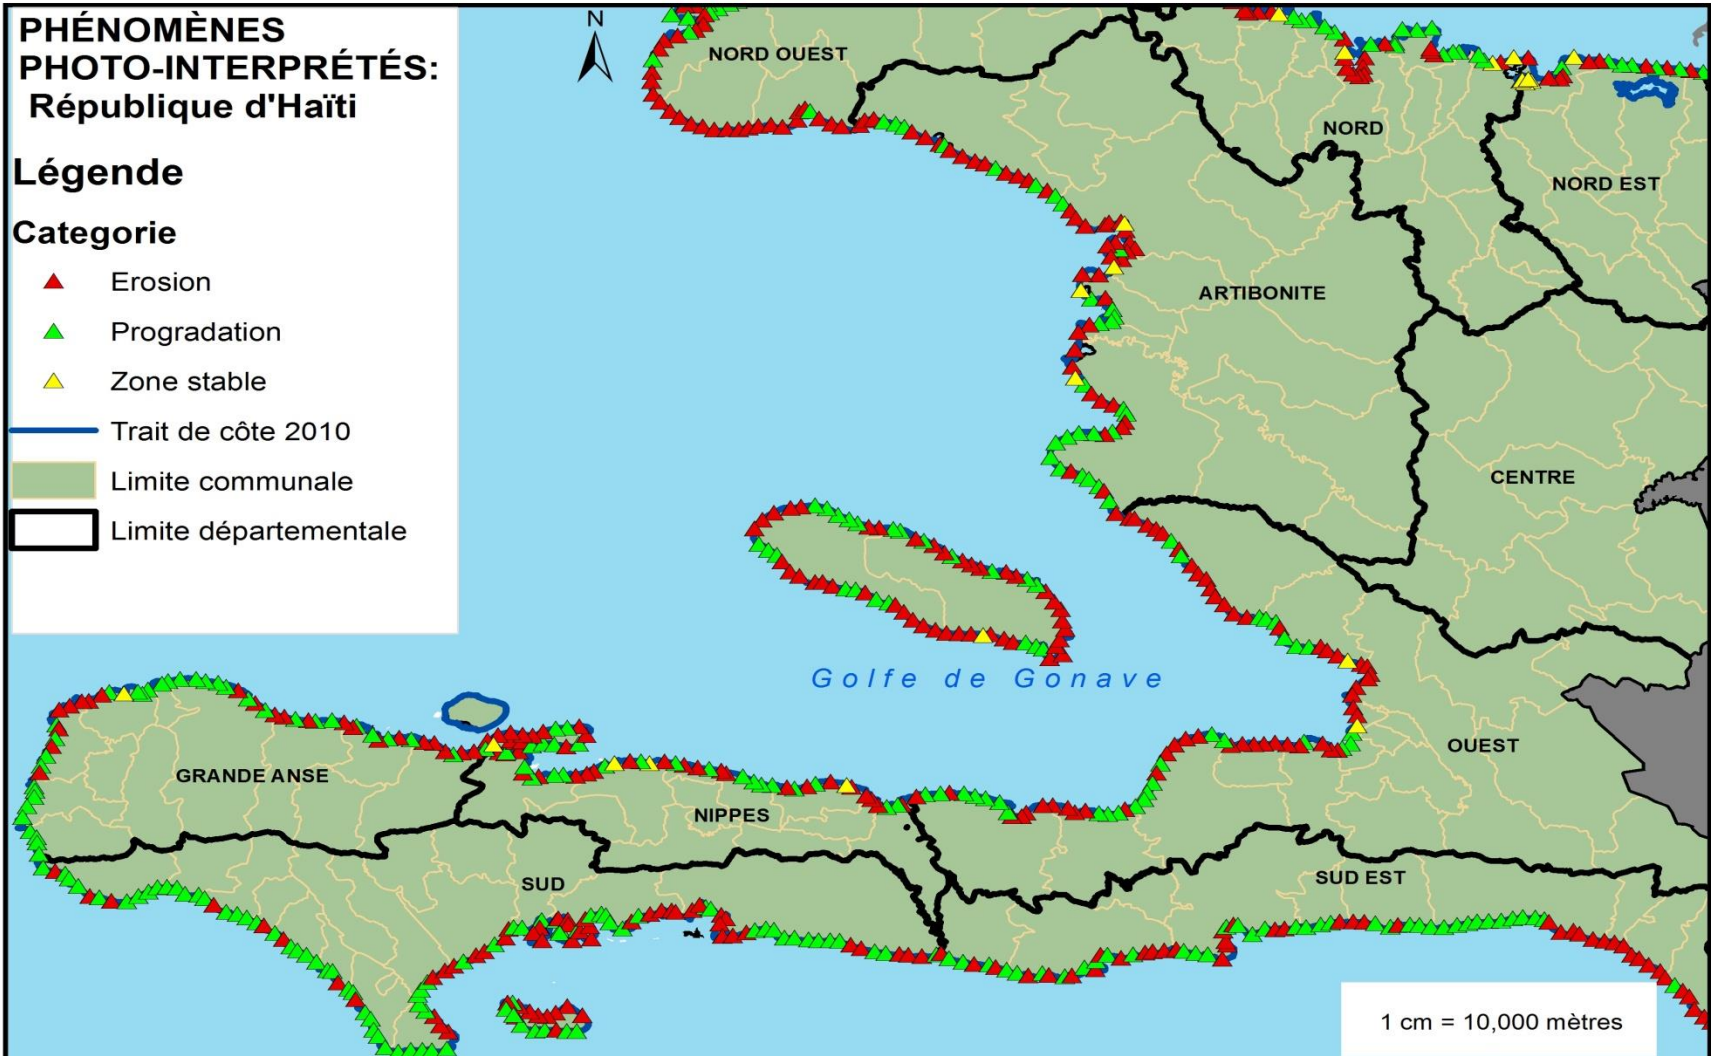 PHÉNOMÈNES
PHOTO-INTERPRÉTÉS:
République d'Haïti
Légende
Categorie
Erosion
Progradation
Zone stable
Trait de côte 2010
Limite communale
Limite départementale
N
NORD OUEST
NORD
NORD EST
ARTIBONITE
CENTRE
Golfe de Gonave
OUEST
GRANDE ANSE
NIPPES
SUD
SUD EST
1 cm = 10,000 mètres